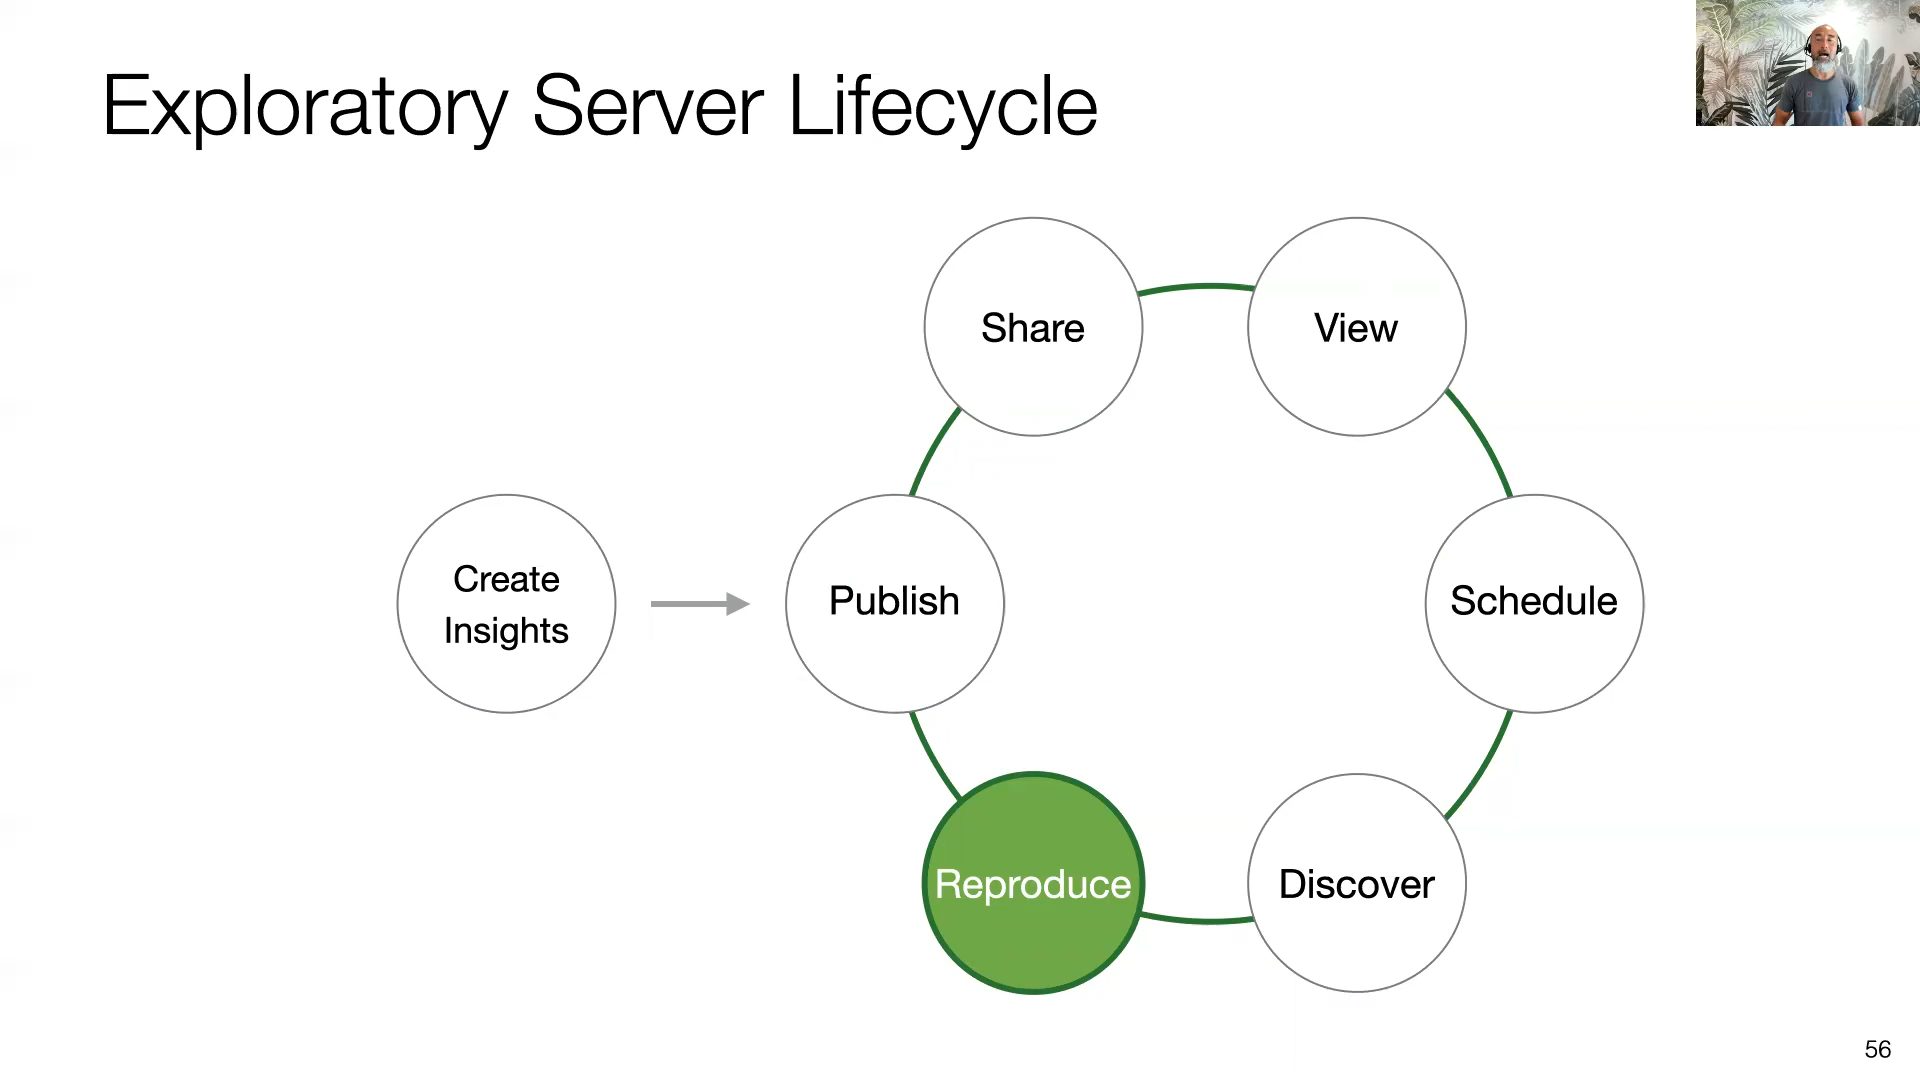 Exploratory Server Lifecycle
Share
View
Create
Insights
Publish
Schedule
Reproduce
Discover
56